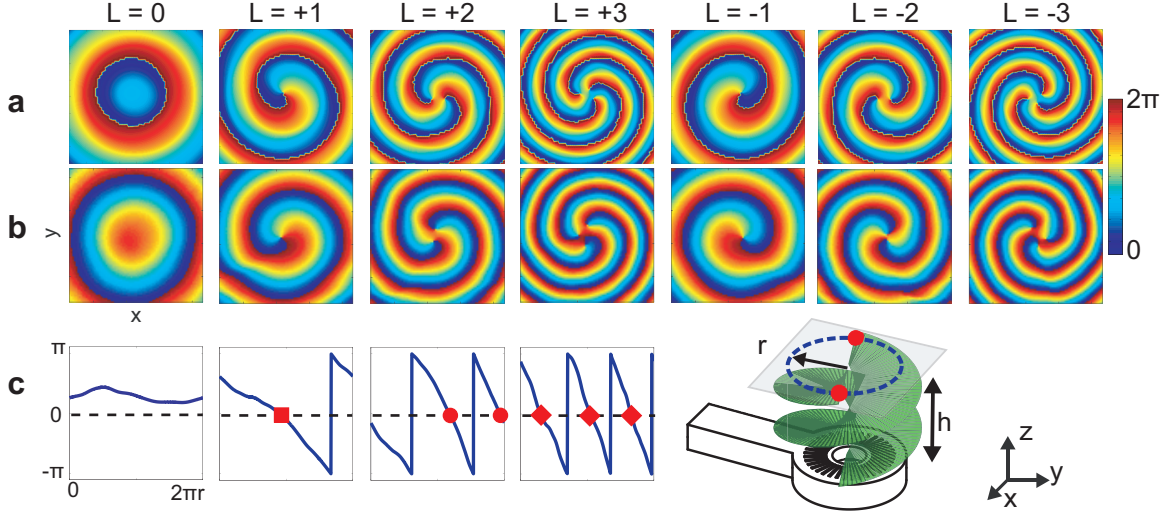 L = 0 L = +1 L = +2 L = +3 L = -1 L = -2 L = -3
a
2π
0
b
y
x
c
π
0
-π
0 2πr
r
h
z
y
x